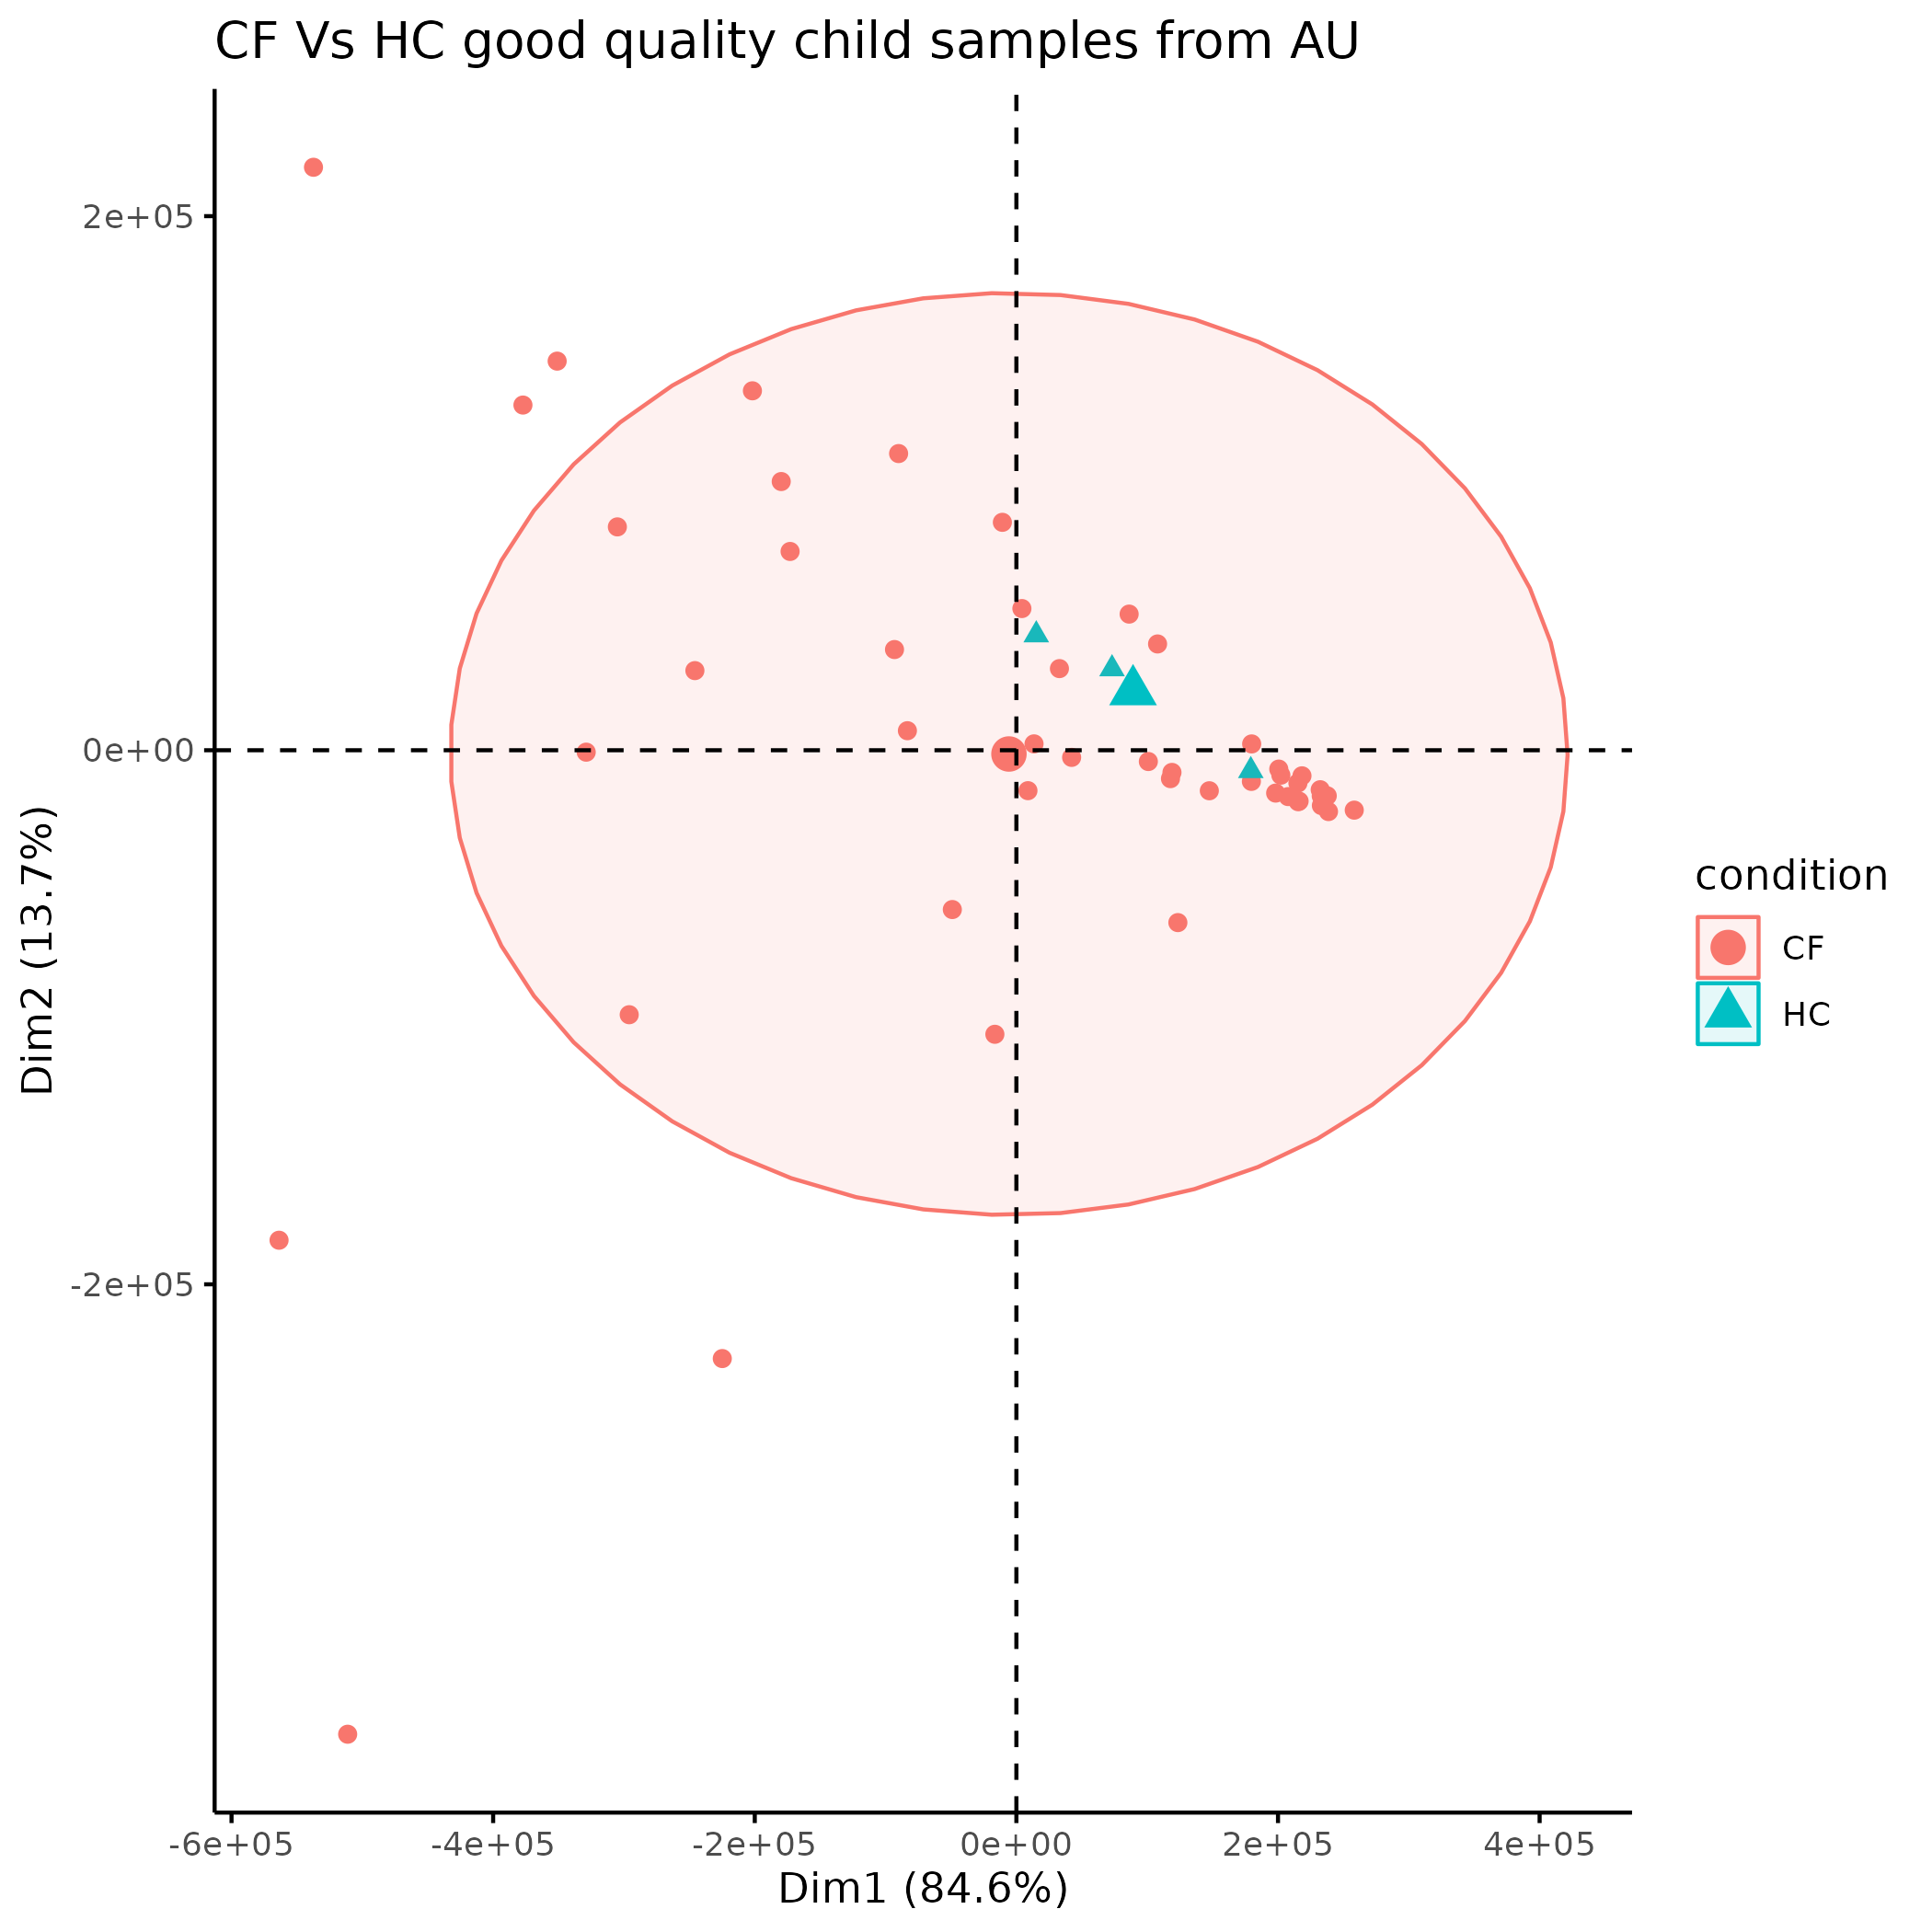 CF Vs HC good quality child samples from AU
2e+05
0e+00
-2e+05
Dim2 (13.7%)
-6e+05
-4e+05
-2e+05
0e+00
2e+05
4e+05
Dim1 (84.6%)
condition
CF
HC